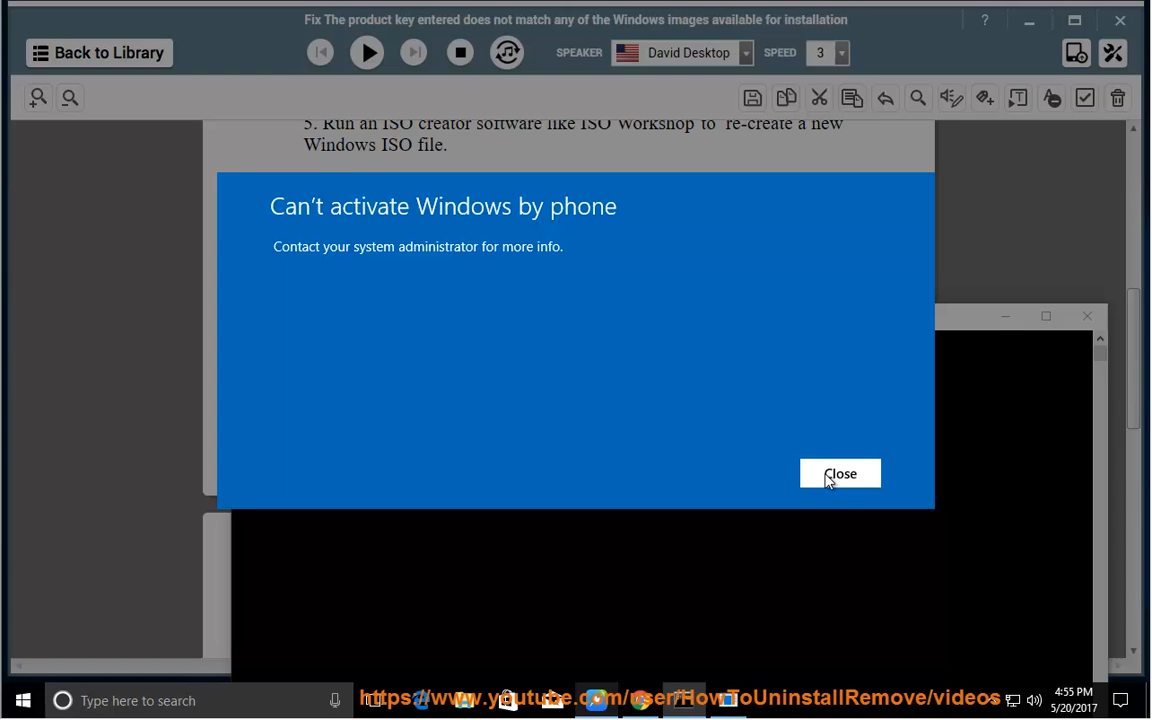 Fix The product key entered does not match any of the Windows images available for installation
?
Back to Library
SPEAKER
David Desktop
SPEED
3
5. Run an ISO creator software like ISO Workshop to re-create a new
Windows ISO file.
Can't activate Windows by phone
Contact your system administrator for more info.
Close
Type here to search
https://www.youtube.com/user/HowToUninstallRemove/videos
4:55 PM
5/20/2017